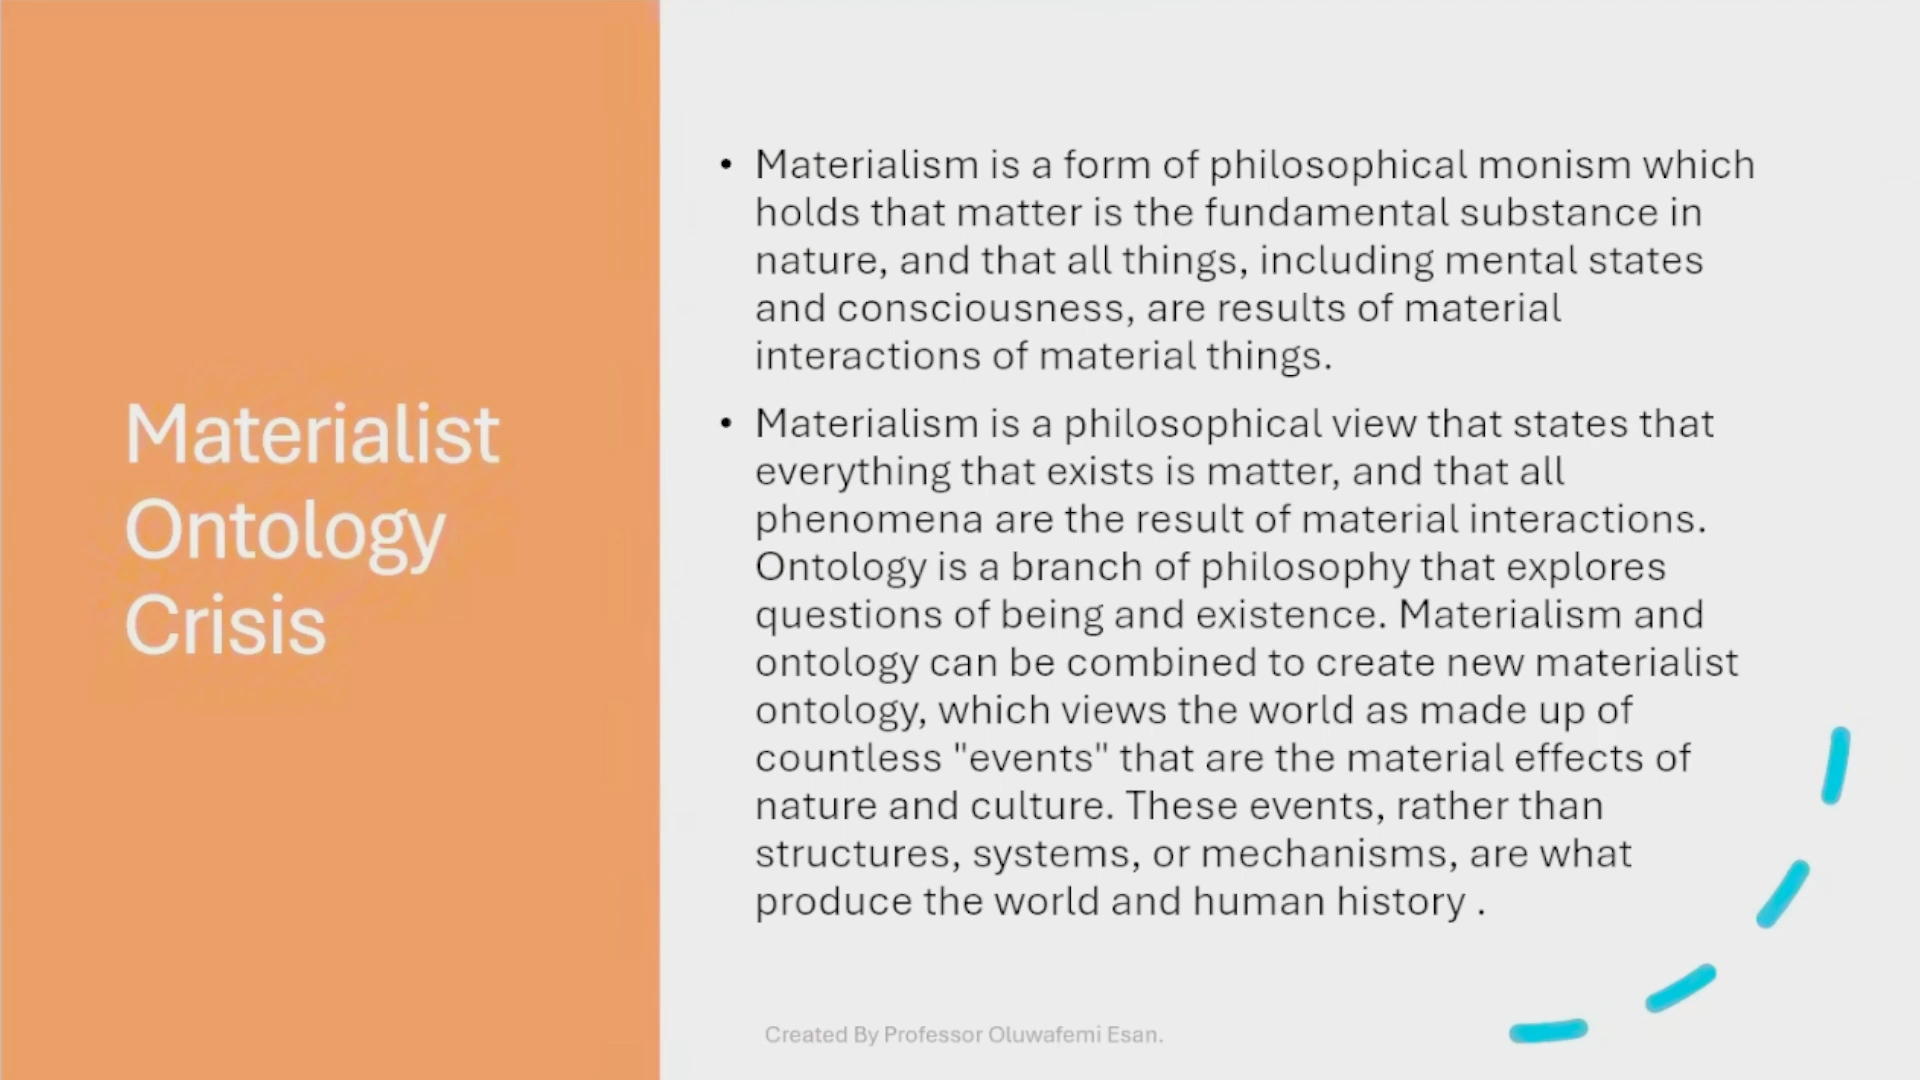 Materialist
Ontology
Crisis
• Materialism is a form of philosophical monism which
holds that matter is the fundamental substance in
nature, and that all things, including mental states
and consciousness, are results of material
interactions of material things.
• Materialism is a philosophical view that states that
everything that exists is matter, and that all
phenomena are the result of material interactions.
Ontology is a branch of philosophy that explores
questions of being and existence. Materialism and
ontology can be combined to create new materialist
ontology, which views the world as made up of
countless "events" that are the material effects of
nature and culture. These events, rather than
structures, systems, or mechanisms, are what
produce the world and human history .
Created By Professor Oluwafemi Esan.